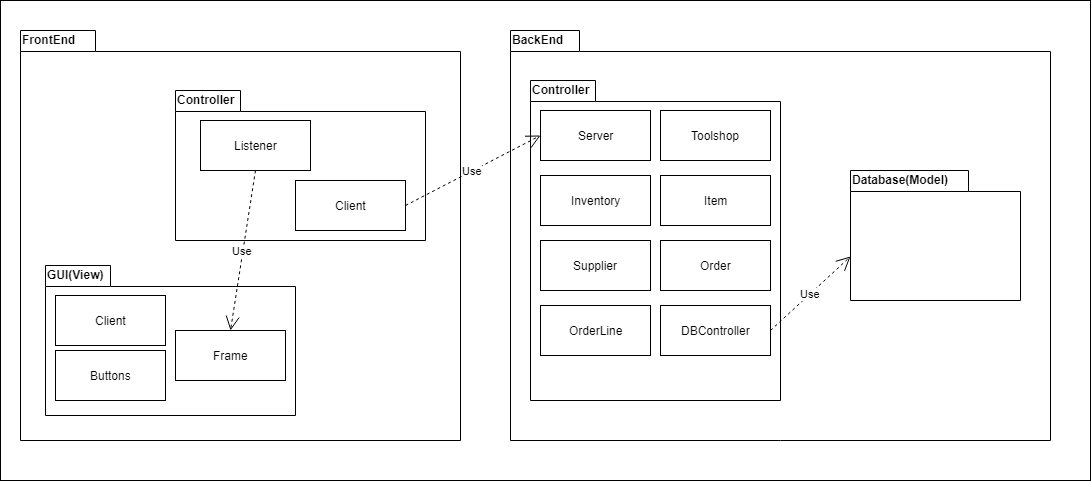 FrontEnd
Controller
Listener
Client
Use
GUI(View)
Client
Buttons
Frame
Use
BackEnd
Controller
Server
Toolshop
Inventory
Item
Supplier
Order
OrderLine
DBController
Use
Database(Model)